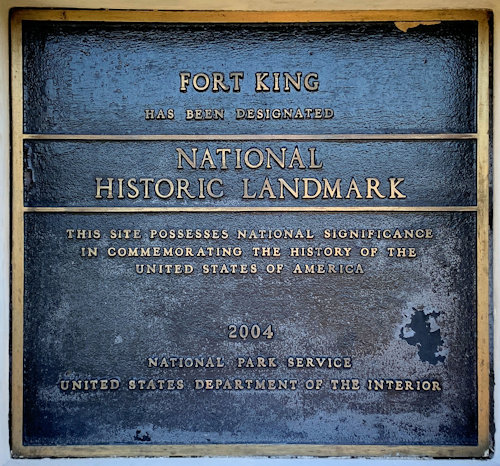 FORT KING
HAS BEEN DESIGNATED
NATIONAL
HISTORIC LANDMARK
THIS SITE POSSESSES NATIONAL SIGNIFICANCE
IN COMMEMORATING THE HISTORY OF THE
UNITED STATES OF AMERICA
2004
NATIONAL PARK SERVICE
UNITED STATES DEPARTMENT OF THE INTERIOR